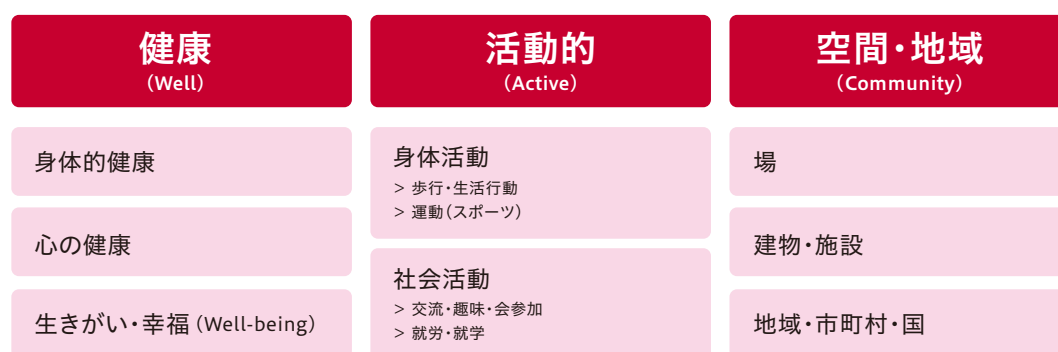 健康
(Well)
身体的健康
心の健康
生きがい・幸福 (Well-being)
活動的
(Active)
身体活動
> 歩行・生活行動
> 運動(スポーツ)
社会活動
> 交流・趣味・会参加
> 就労・就学
空間・地域
(Community)
場
建物・施設
地域・市町村・国